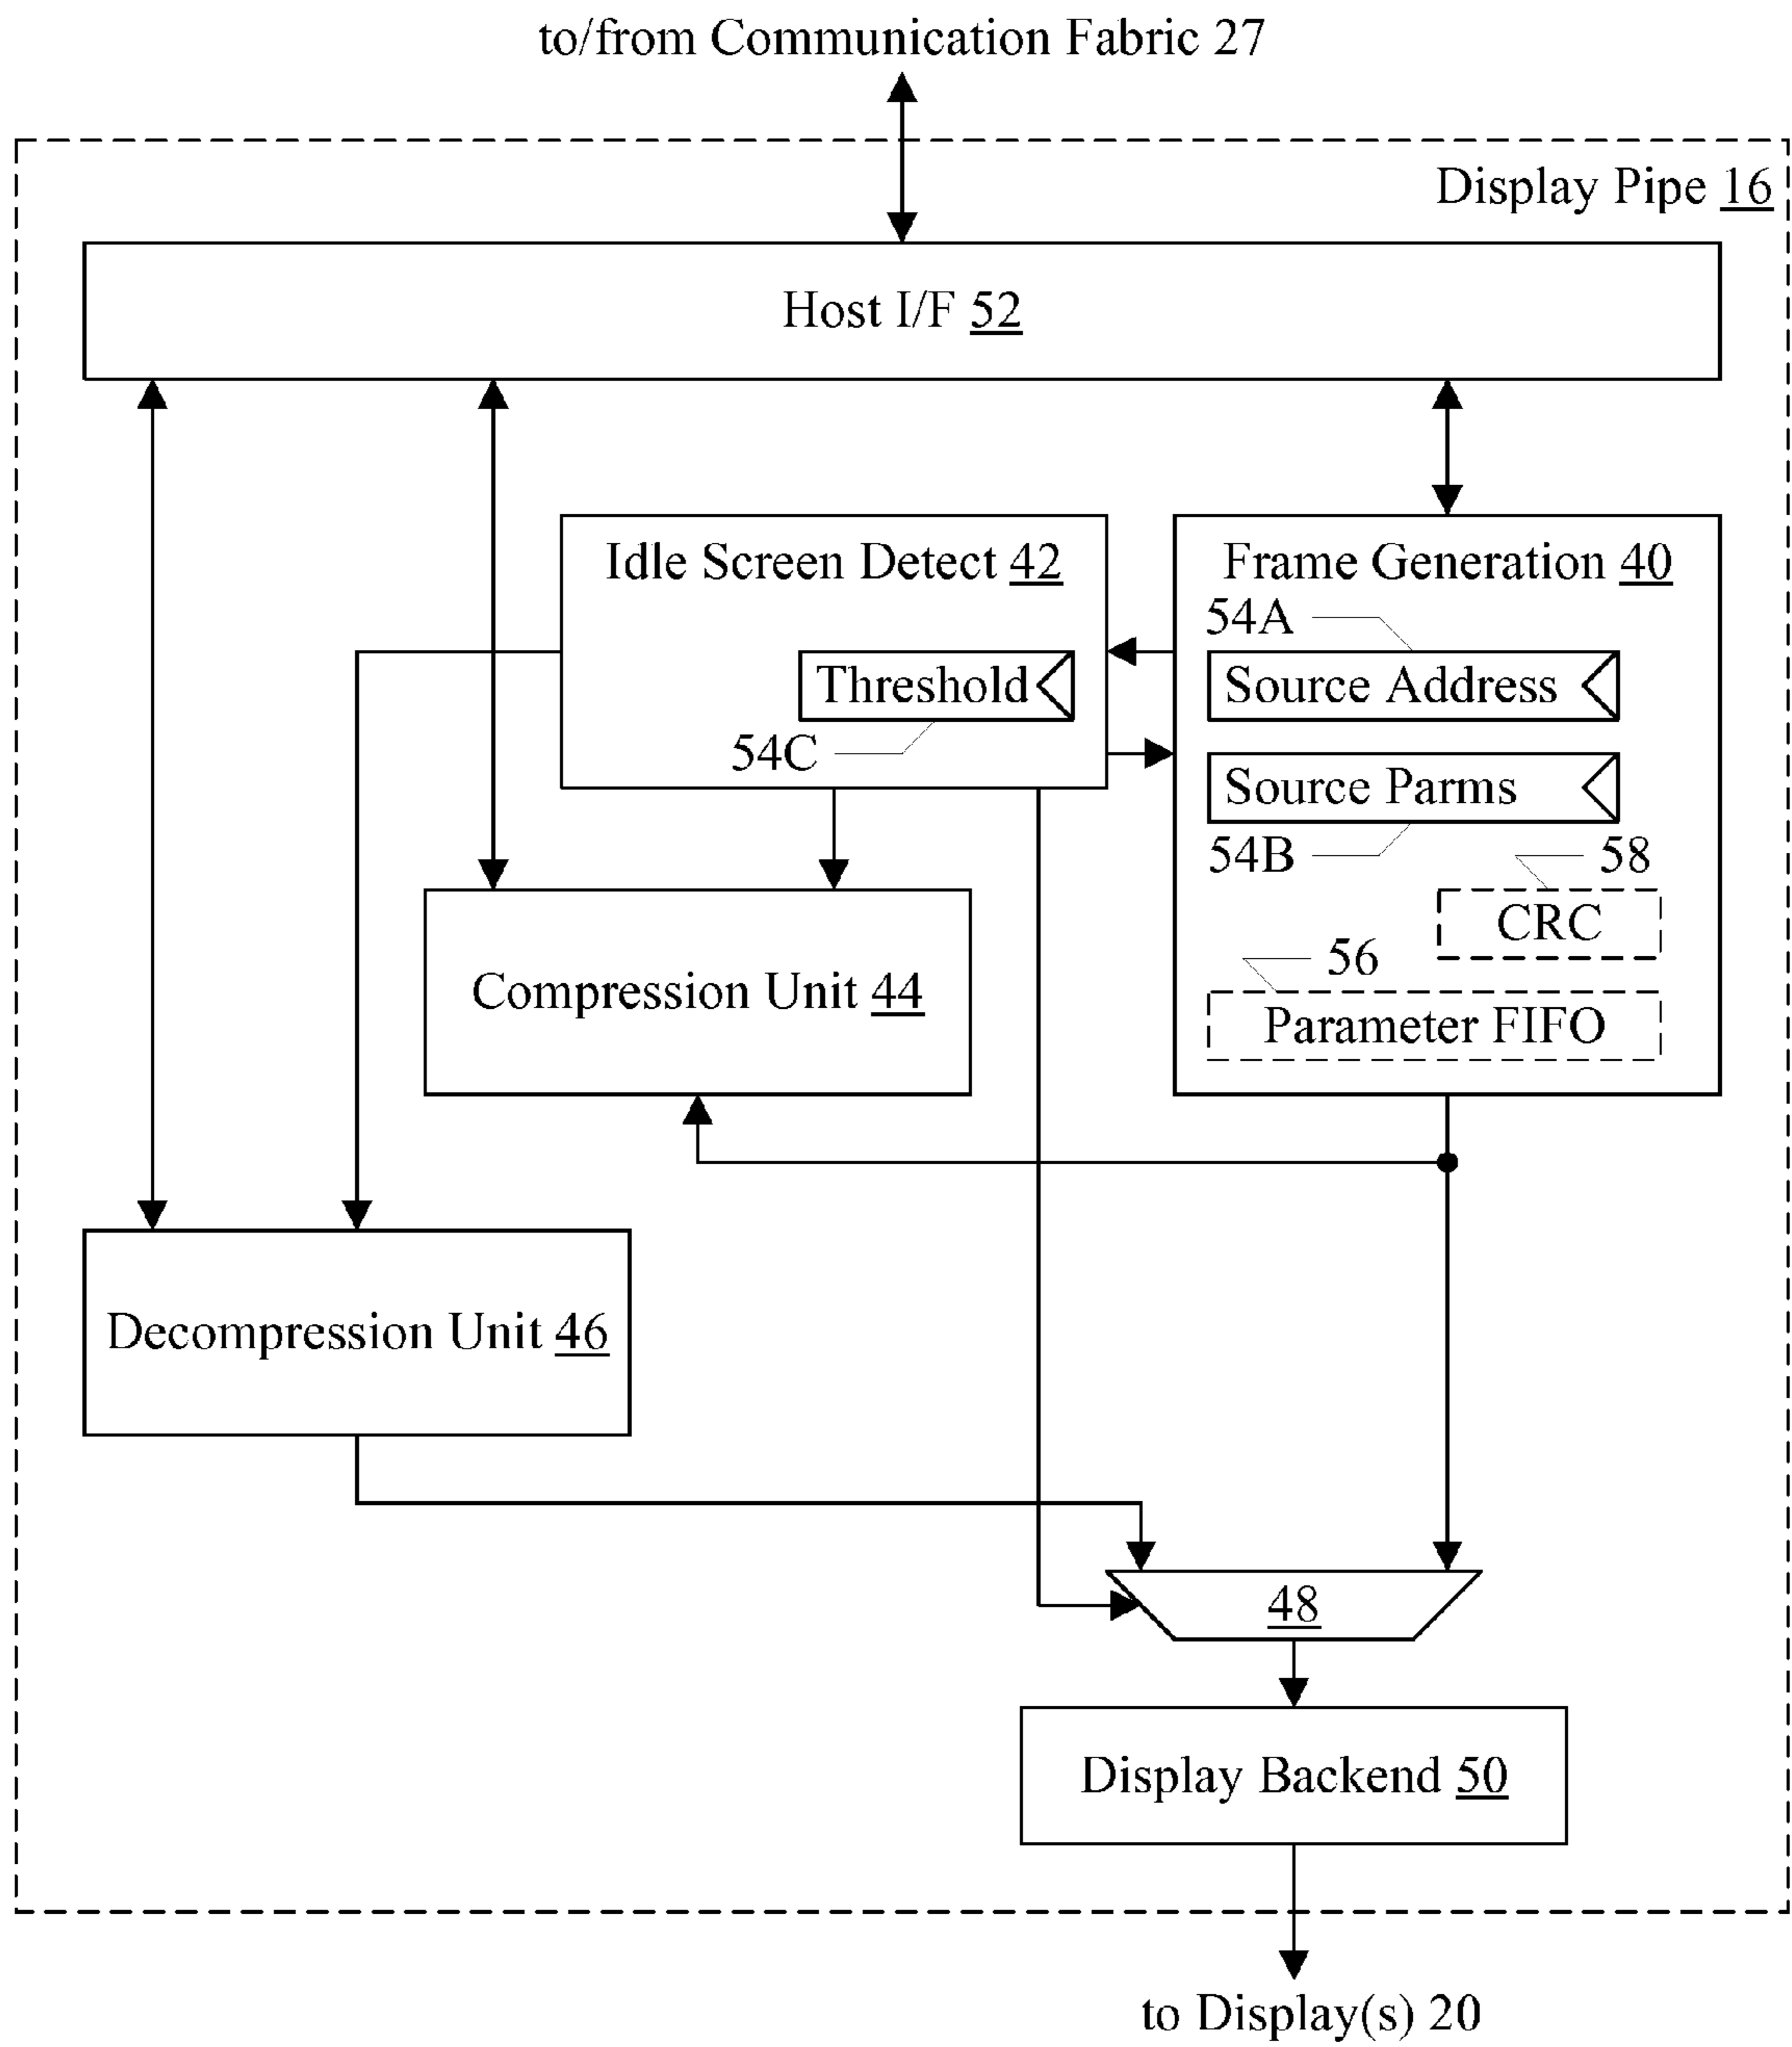 to/from Communication Fabric 27
Display Pipe 16
Host I/F 52
Idle Screen Detect 42
Threshold
54C
Frame Generation 40
54A
Source Address
Source Parms
54B
58
CRC
56
Parameter FIFO
Compression Unit 44
Decompression Unit 46
48
Display Backend 50
to Display(s) 20